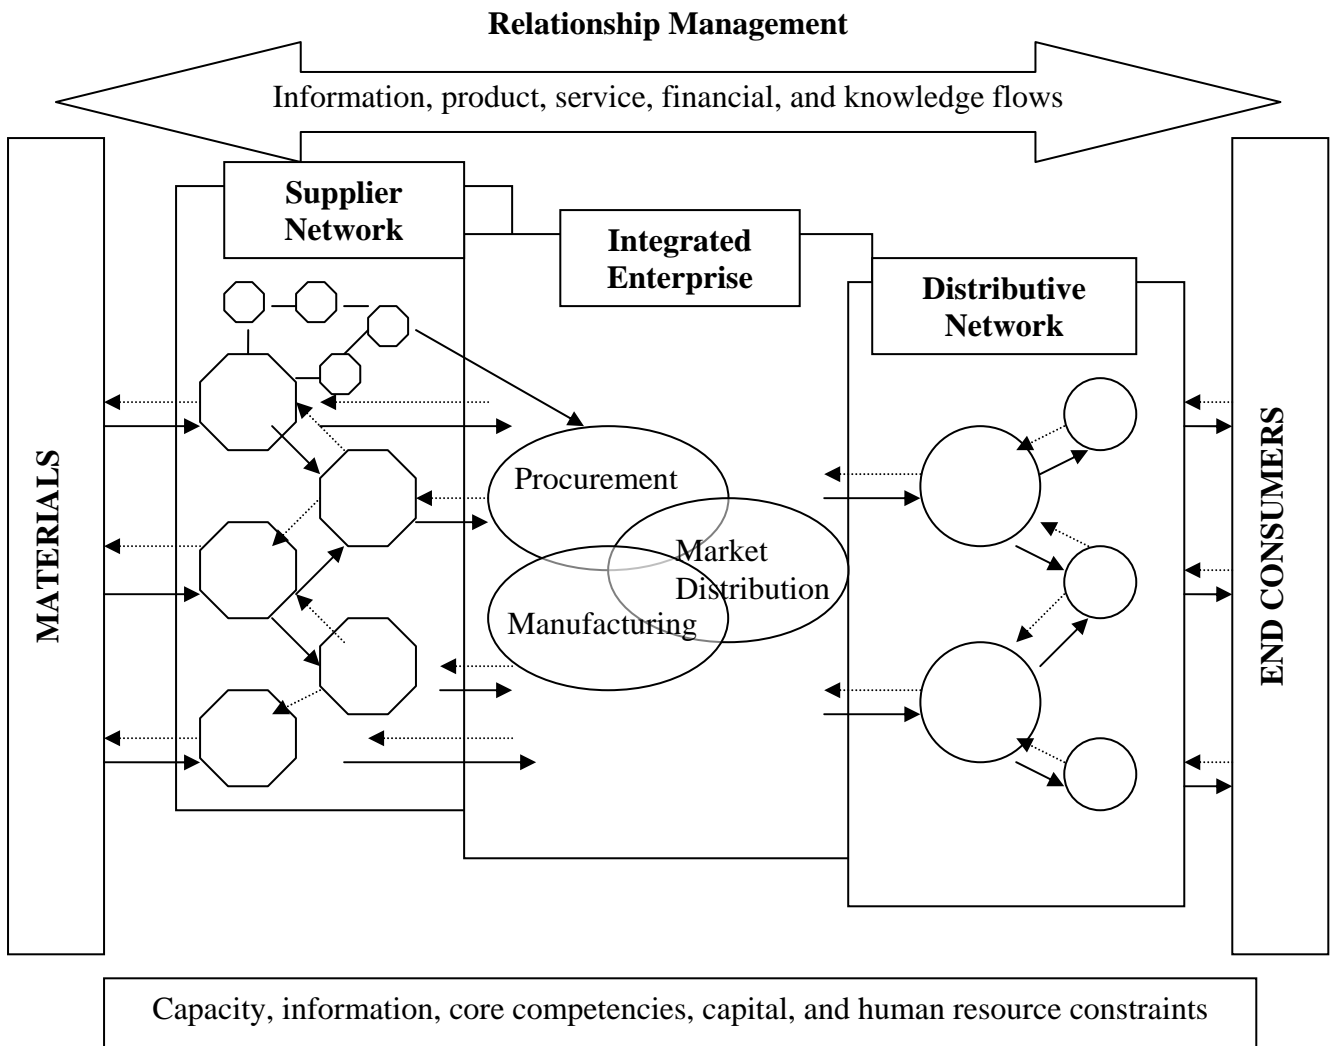 Relationship Management
Information, product, service, financial, and knowledge flows
Supplier
Network
Integrated
Enterprise
Distributive
Network
MATERIALS
Procurement
Market
Distribution
Manufacturing
END CONSUMERS
Capacity, information, core competencies, capital, and human resource constraints